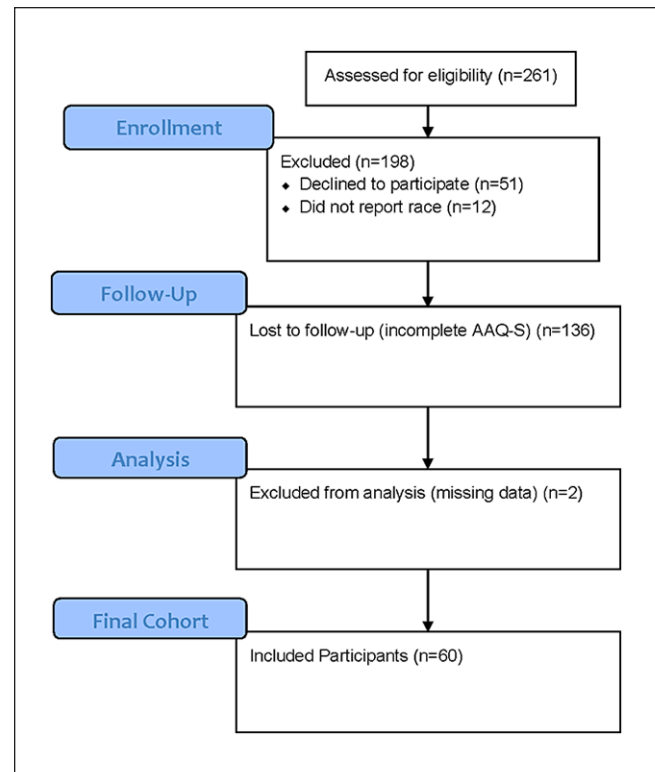 Assessed for eligibility (n=261)
Enrollment
Excluded (n=198)
⬥ Declined to participate (n=51)
⬥ Did not report race (n=12)
Follow-Up
Lost to follow-up (incomplete AAQ-S) (n=136)
Analysis
Excluded from analysis (missing data) (n=2)
Final Cohort
Included Participants (n=60)